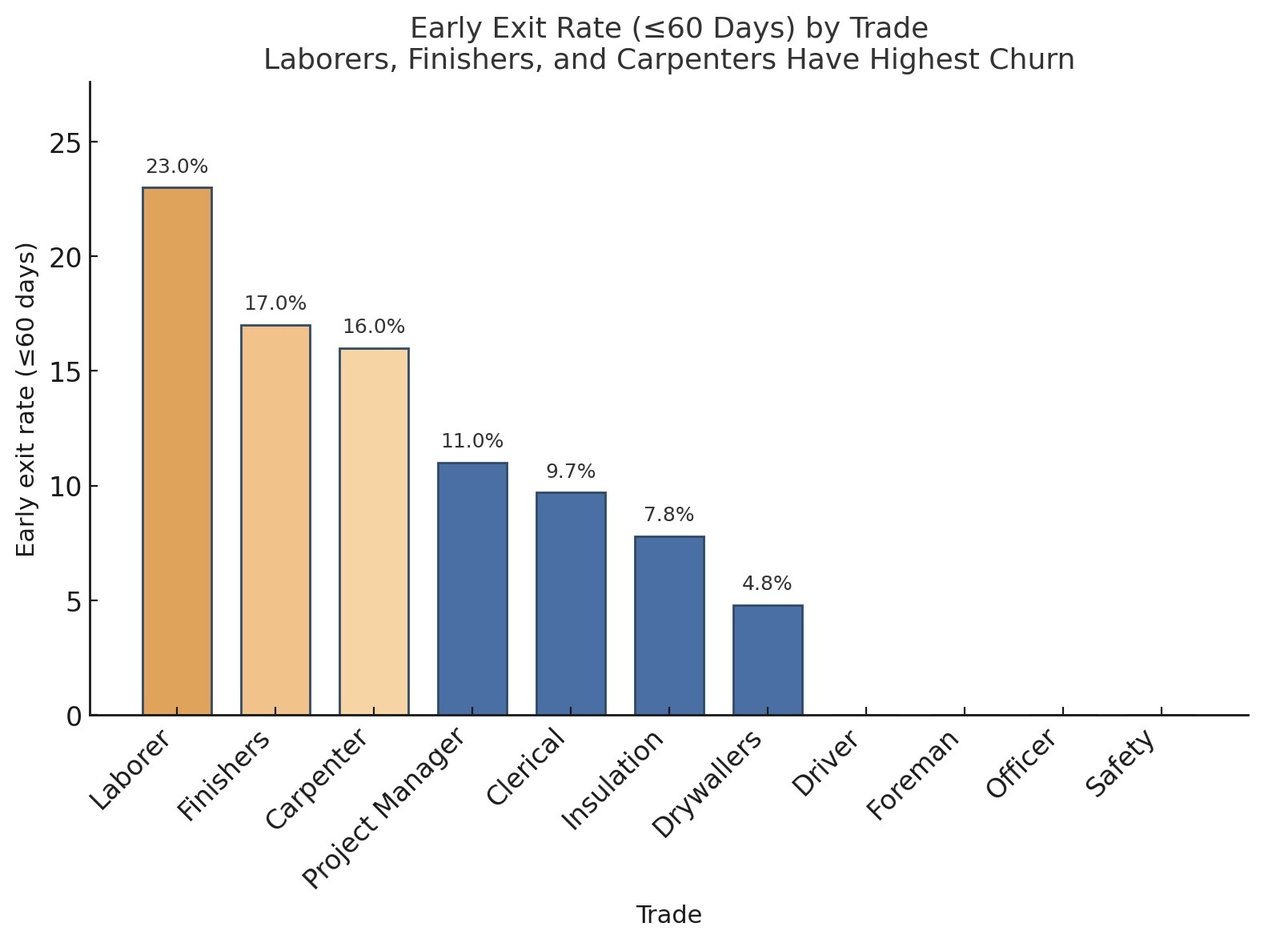 Early Exit Rate (≤60 Days) by Trade
Laborers, Finishers, and Carpenters Have Highest Churn
Early exit rate (≤60 days)
25
20
15
10
5
0
23.0%
17.0%
16.0%
11.0%
9.7%
7.8%
4.8%
Laborer
Finishers
Carpenter
Project Manager
Clerical
Insulation
Drywallers
Driver
Foreman
Officer
Safety
Trade